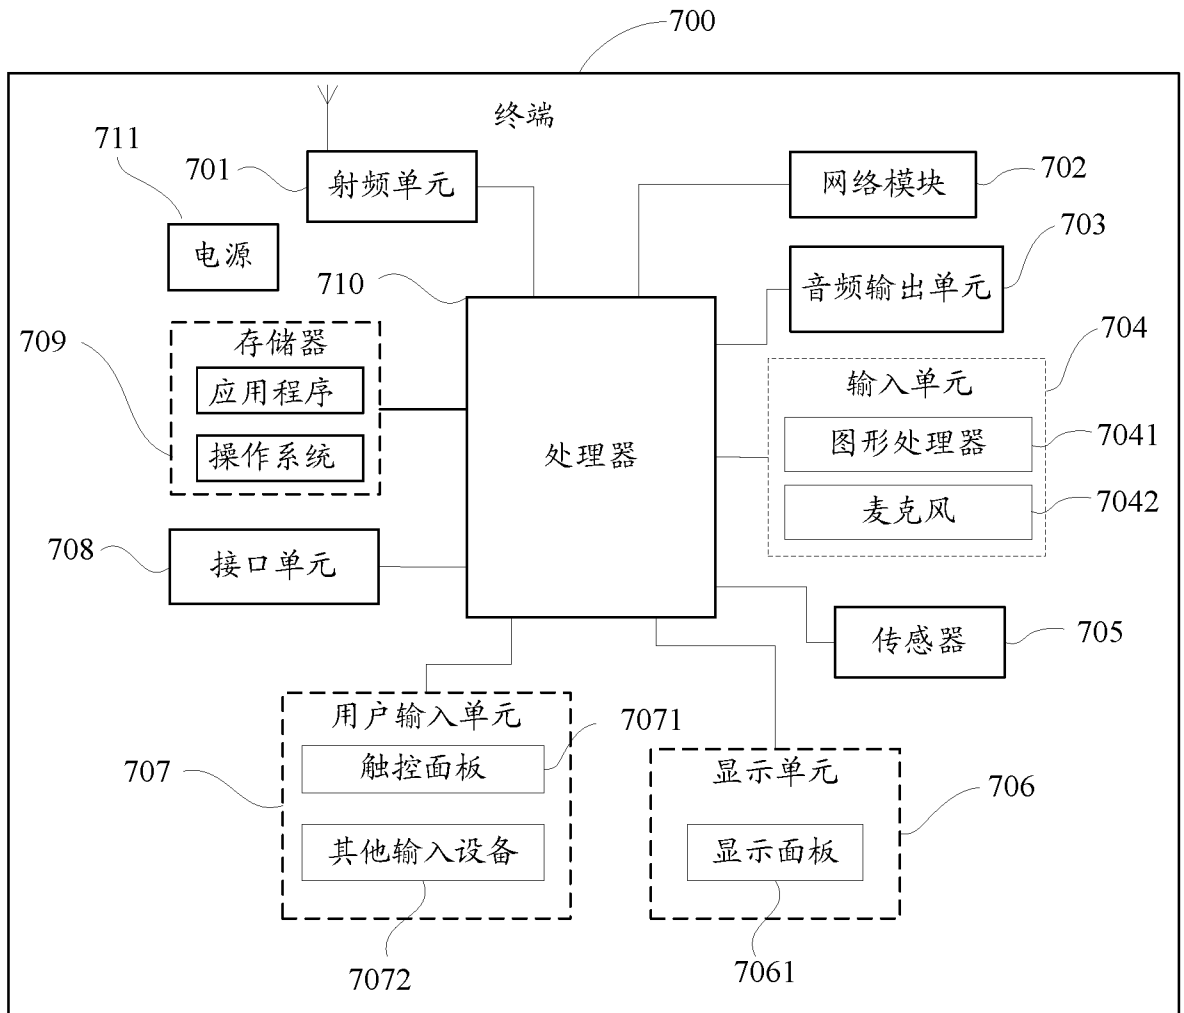 700
终端
711
701
射频单元
网络模块
702
703
电源
710
音频输出单元
709
存储器
704
应用程序
输入单元
操作系统
处理器
图形处理器
7041
麦克风
7042
708
接口单元
传感器
705
用户输入单元
7071
707
触控面板
显示单元
706
其他输入设备
显示面板
7072
7061